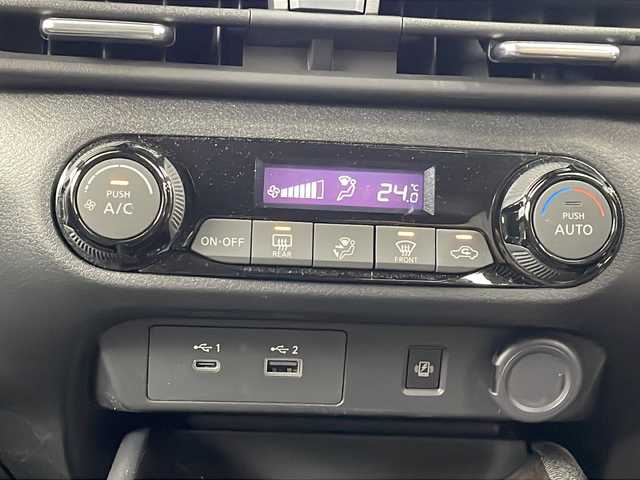 PUSH
A/C
24.0 °C
PUSH
AUTO
ON·OFF
REAR
FRONT
1
2